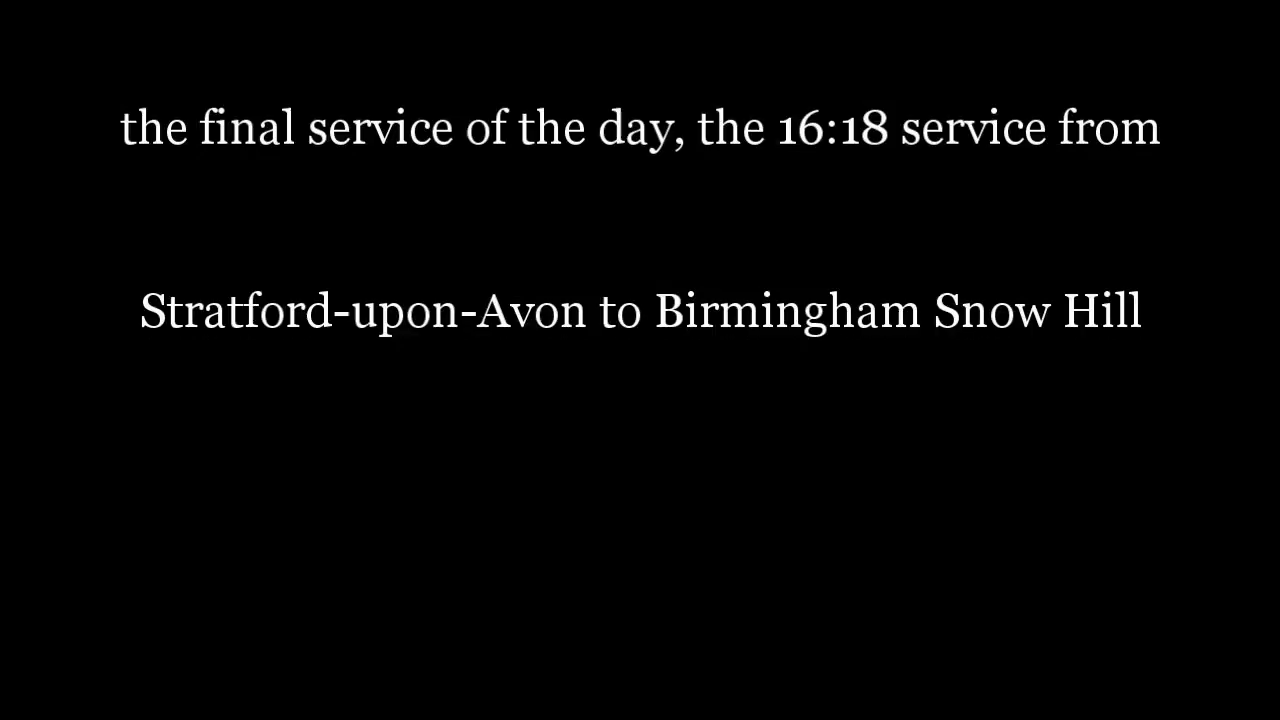 the final service of the day, the 16:18 service from
Stratford-upon-Avon to Birmingham Snow Hill